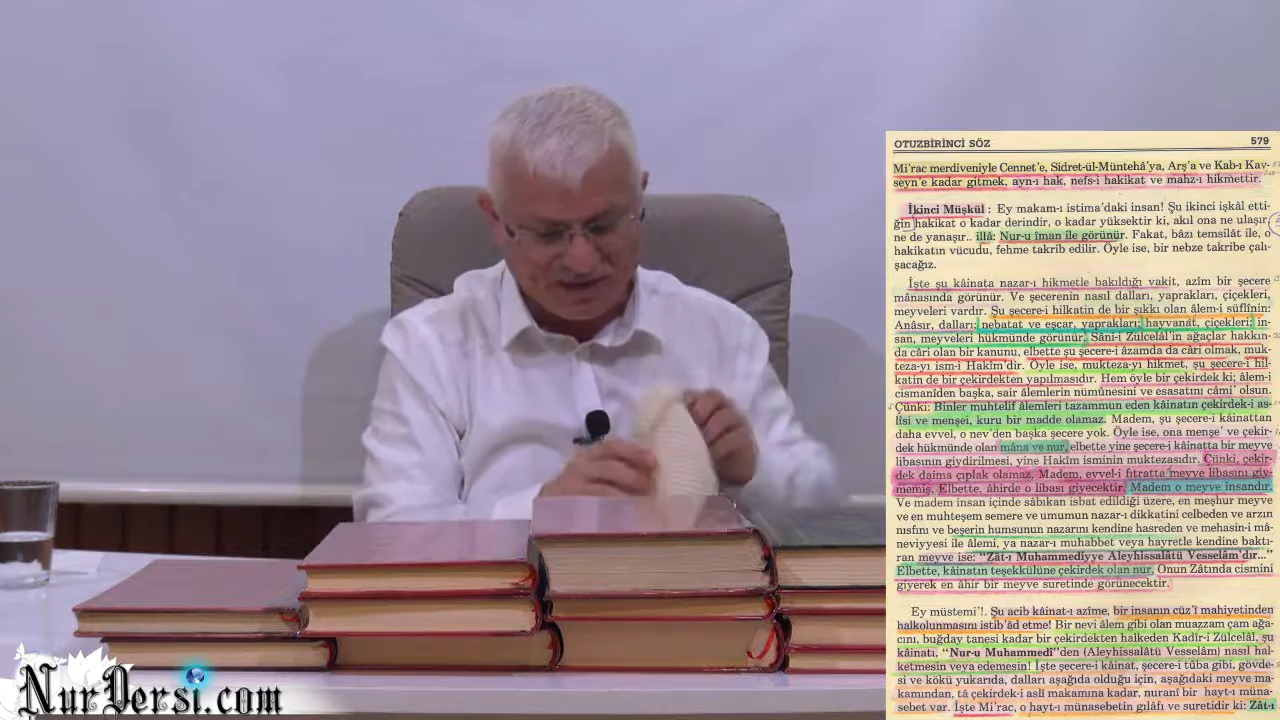 OTUZBİRİNCİ SÖZ 579
Mi'rac merdiveniyle Cennet'e, Sidret-ül-Müntehâ'ya, Arş'a ve Kab-ı Kav-
seyn'e kadar gitmek, ayn-ı hak, nefs-i hakikat ve mahz-ı hikmettir.
İkinci Müşkül : Ey makam-ı istima'daki insan! Şu ikinci işkâl etti-
ğin hakikat o kadar derindir, o kadar yüksektir ki, akıl ona ne ulaşır,
ne de yanaşır.. illâ: Nur-u îman ile görünür. Fakat, bâzı temsilât ile, o
hakikatın vücudu, fehme takrib edilir. Öyle ise, bir nebze takribe çalı-
şacağız.
İşte şu kâinata nazar-ı hikmetle bakıldığı vakit, azîm bir şecere
mânasında görünür. Ve şecerenin nasıl dalları, yaprakları, çiçekleri,
meyveleri vardır. Şu şecere-i hilkatin de bir şıkkı olan âlem-i süflînin:
Anâsır, dalları; nebatat ve eşcar, yaprakları; hayvanât, çiçekleri; in-
san, meyveleri hükmünde görünür. Sâni-i Zülcelâl'in ağaçlar hakkın-
da câri olan bir kanunu, elbette şu şecere-i âzamda da câri olmak, muk-
teza-yı ism-i Hakîm'dir. Öyle ise, mukteza-yı hikmet, şu şecere-i hil-
katin de bir çekirdekten yapılmasıdır. Hem öyle bir çekirdek ki; âlem-i
cismanîden başka, sair âlemlerin nümûnesini ve esasatını câmi' olsun.
Çünki: Binler muhtelif âlemleri tazammun eden kâinatın çekirdek-i as-
lîsi ve menşei, kuru bir madde olamaz. Madem, şu şecere-i kâinattan
daha evvel, o nev'den başka şecere yok. Öyle ise, ona menşe' ve çekir-
dek hükmünde olan mâna ve nur, elbette yine şecere-i kâinatta bir meyve
libasının giydirilmesi, yine Hakîm isminin muktezasıdır. Çünki, çekir-
dek daima çıplak olamaz. Madem, evvel-i fıtratta meyve libasını giy-
memiş. Elbette, âhirde o libası giyecektir. Madem o meyve insandır.
Ve madem insan içinde sâbıkan isbat edildiği üzere, en meşhur meyve
ve en muhteşem semere ve umumun nazar-ı dikkatini celbeden ve arzın
nısfını ve beşerin humsunun nazarını kendine hasreden ve mehasin-i mâ-
neviyyesi ile âlemi, ya nazar-ı muhabbet veya hayretle kendine baktı-
ran meyve ise: "Zât-ı Muhammediyye Aleyhissalâtü Vesselâm'dır..."
Elbette, kâinatın teşekkülüne çekirdek olan nur, Onun Zâtında cismini
giyerek en âhir bir meyve suretinde görünecektir.
Ey müstemi'!. Şu acib kâinat-ı azîme, bir insanın cüz'î mahiyetinden
halkolunmasını istib'âd etme! Bir nevi âlem gibi olan muazzam çam ağa-
cını, buğday tanesi kadar bir çekirdekten halkeden Kadîr-i Zülcelâl, şu
kâinatı, "Nur-u Muhammedî"den (Aleyhissalâtü Vesselâm) nasıl hal-
ketmesin veya edemesin! İşte şecere-i kâinat, şecere-i tûba gibi, gövde-
si ve kökü yukarıda, dalları aşağıda olduğu için, aşağıdaki meyve ma-
kamından, tâ çekirdek-i aslî makamına kadar, nuranî bir hayt-ı müna-
sebet var. İşte Mi'rac, o hayt-ı münasebetin gılâfı ve suretidir ki: Zât-ı
NurDersi.com